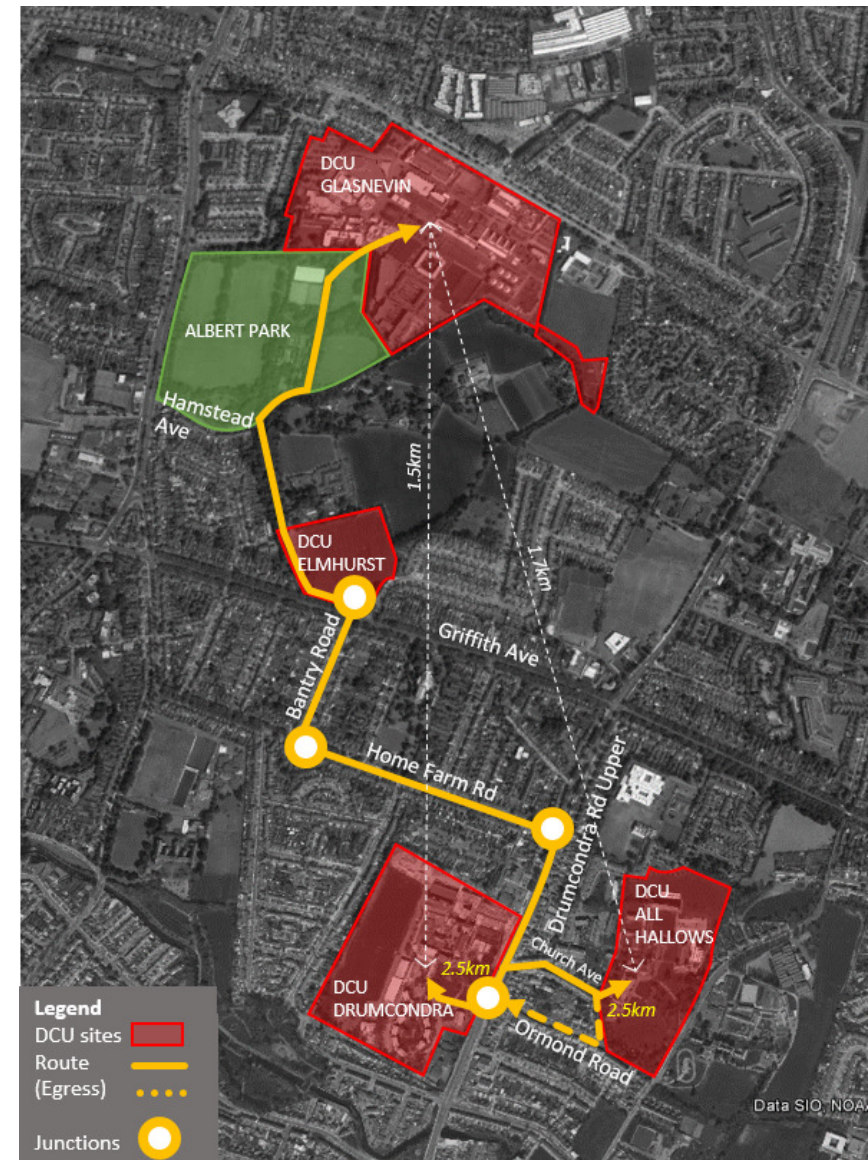 DCU
GLASNEVIN
ALBERT PARK
Hamstead
Ave
1.5km
DCU
ELMHURST
1.7km
Griffith Ave
Bantry Road
Home Farm Rd
Drumcondra Rd Upper
DCU
ALL
HALLOWS
Church Ave
2.5km
DCU
DRUMCONDRA
2.5km
Ormond Road
Legend
DCU sites
Route
(Egress)
Junctions
Data SIO, NOA